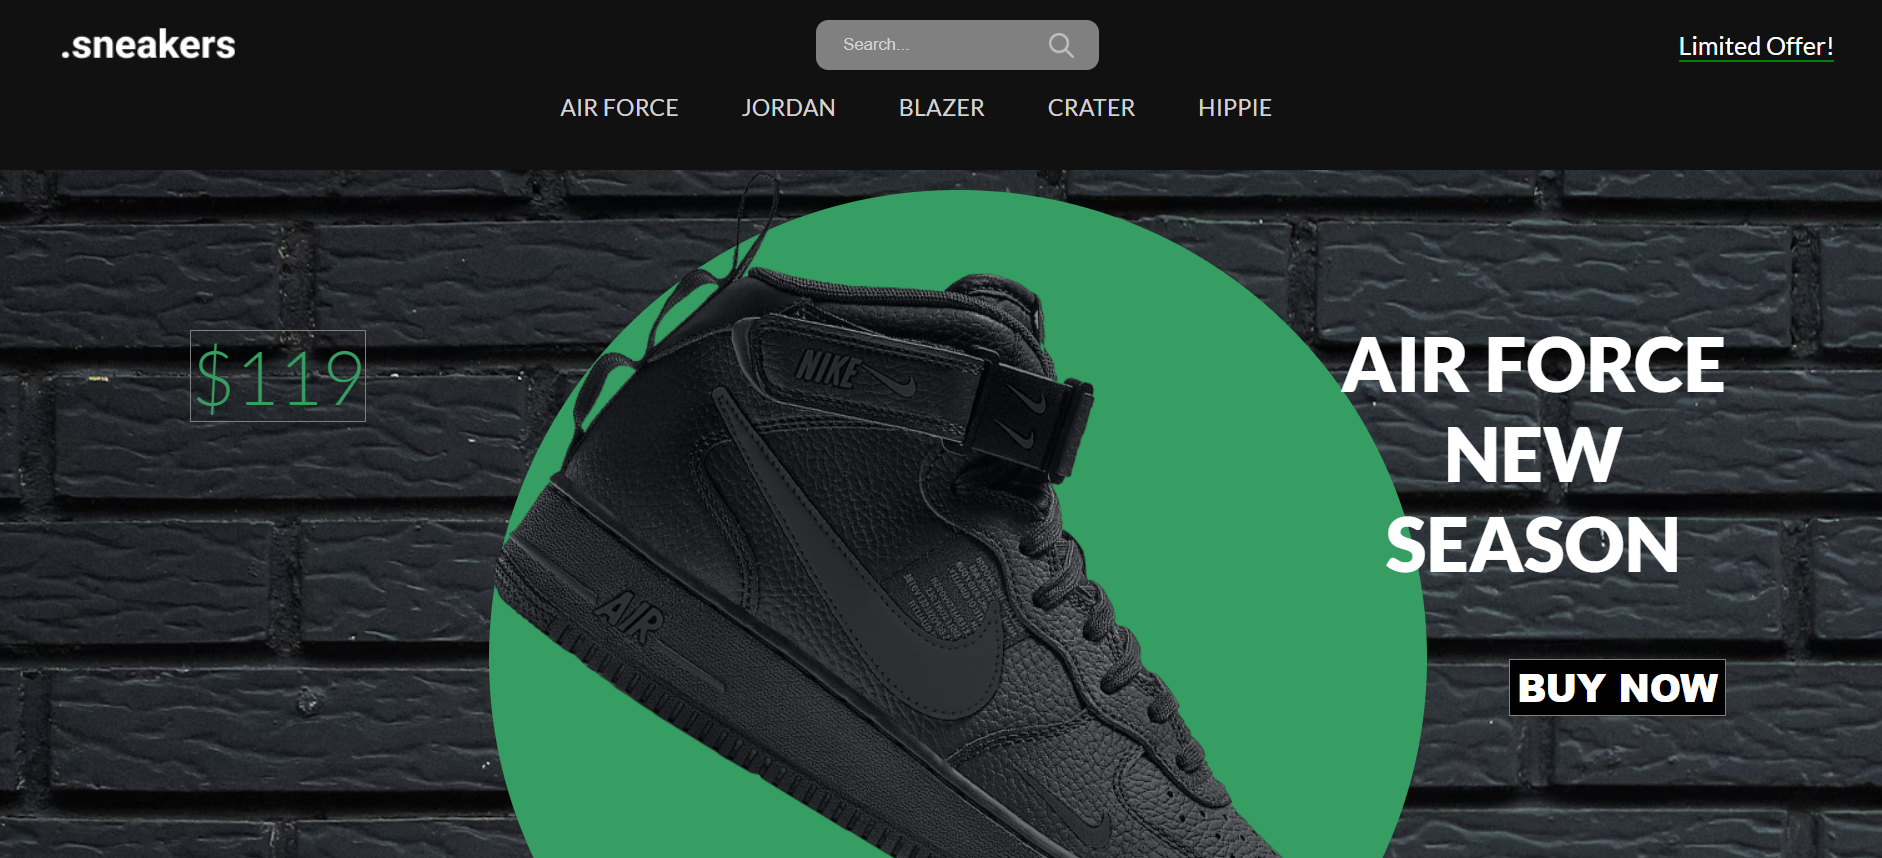 .sneakers
Search...
Limited Offer!
AIR FORCE
JORDAN
BLAZER
CRATER
HIPPIE
$119
NIKE
AIR FORCE
NEW
SEASON
AIR
BUY NOW